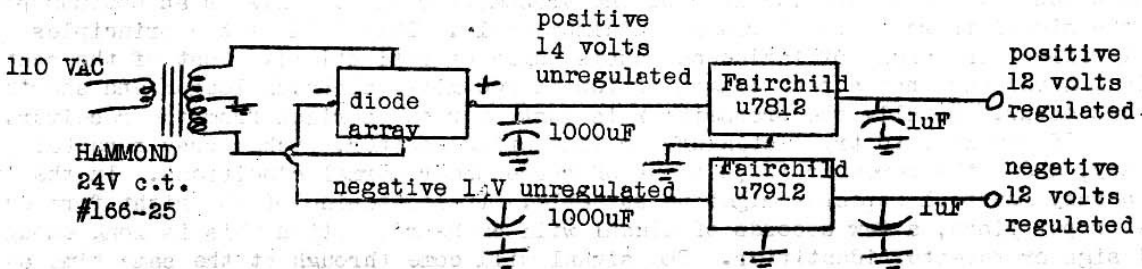 110 VAC
HAMMOND
24V c.t.
#166-25
- diode array +
positive
14 volts
unregulated
1000uF
Fairchild
u7812
1uF
positive
12 volts
regulated
negative 14V unregulated
1000uF
Fairchild
u7912
1uF
negative
12 volts
regulated